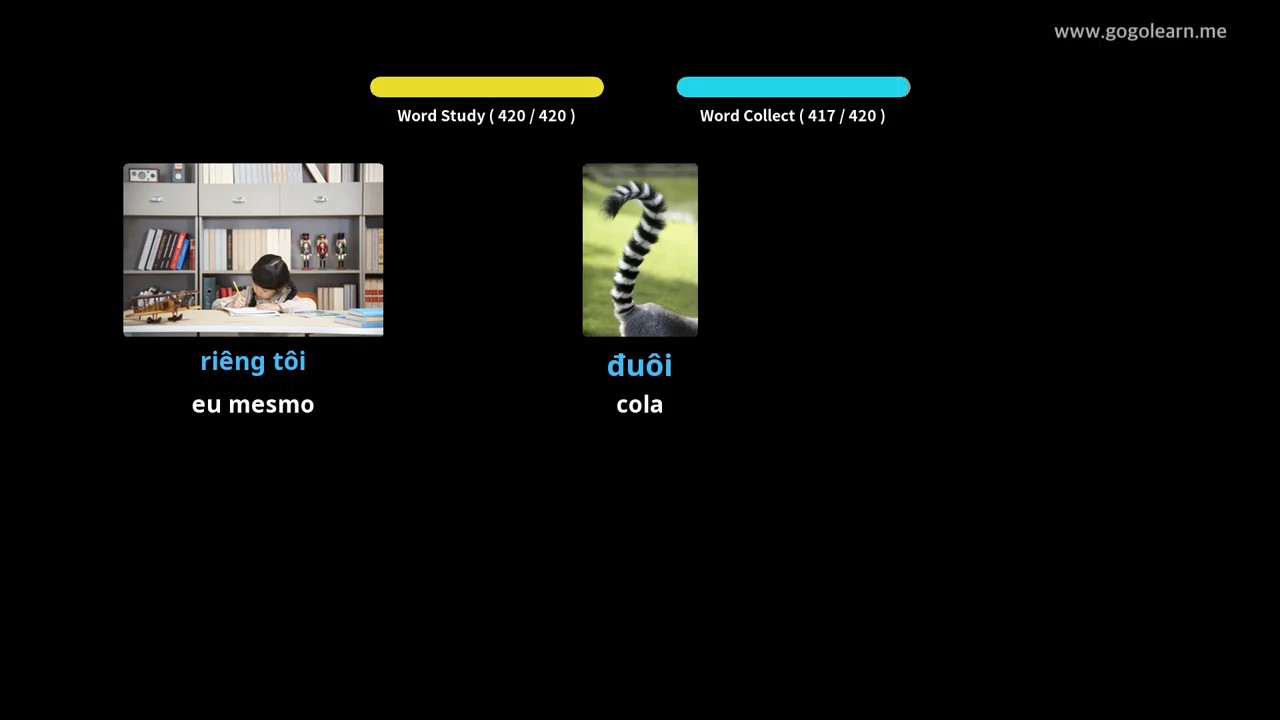 www.gogolearn.me
Word Study ( 420 / 420 )
Word Collect ( 417 / 420 )
riêng tôi
eu mesmo
đuôi
cola